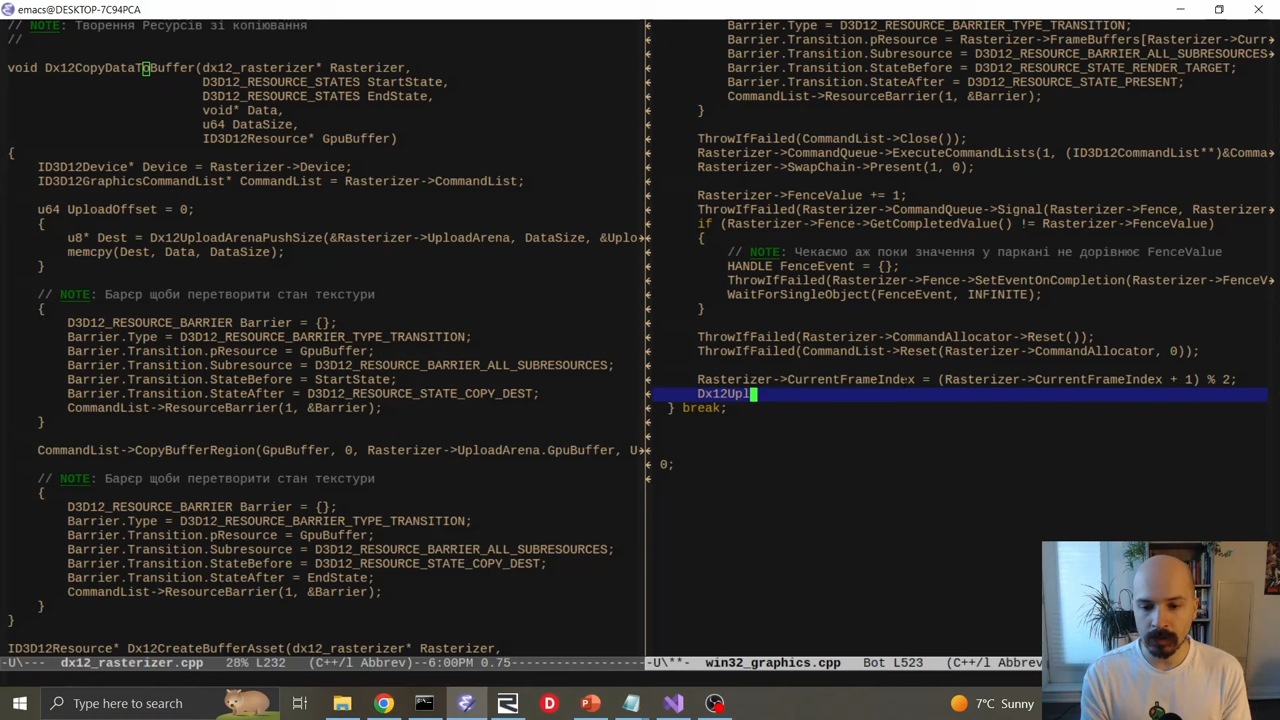 emacs@DESKTOP-7C94PCA
// NOTE: Творення Ресурсів зі копіювання
//
void Dx12CopyDataToBuffer(dx12_rasterizer* Rasterizer,
D3D12_RESOURCE_STATES StartState,
D3D12_RESOURCE_STATES EndState,
void* Data,
u64 DataSize,
ID3D12Resource* GpuBuffer)
{
ID3D12Device* Device = Rasterizer->Device;
ID3D12GraphicsCommandList* CommandList = Rasterizer->CommandList;
u64 UploadOffset = 0;
{
u8* Dest = Dx12UploadArenaPushSize(&Rasterizer->UploadArena, DataSize, &Uplo
memcpy(Dest, Data, DataSize);
}
// NOTE: Барєр щоби перетворити стан текстури
{
D3D12_RESOURCE_BARRIER Barrier = {};
Barrier.Type = D3D12_RESOURCE_BARRIER_TYPE_TRANSITION;
Barrier.Transition.pResource = GpuBuffer;
Barrier.Transition.Subresource = D3D12_RESOURCE_BARRIER_ALL_SUBRESOURCES;
Barrier.Transition.StateBefore = StartState;
Barrier.Transition.StateAfter = D3D12_RESOURCE_STATE_COPY_DEST;
CommandList->ResourceBarrier(1, &Barrier);
}
CommandList->CopyBufferRegion(GpuBuffer, 0, Rasterizer->UploadArena.GpuBuffer, U
// NOTE: Барєр щоби перетворити стан текстури
{
D3D12_RESOURCE_BARRIER Barrier = {};
Barrier.Type = D3D12_RESOURCE_BARRIER_TYPE_TRANSITION;
Barrier.Transition.pResource = GpuBuffer;
Barrier.Transition.Subresource = D3D12_RESOURCE_BARRIER_ALL_SUBRESOURCES;
Barrier.Transition.StateBefore = D3D12_RESOURCE_STATE_COPY_DEST;
Barrier.Transition.StateAfter = EndState;
CommandList->ResourceBarrier(1, &Barrier);
}
}
ID3D12Resource* Dx12CreateBufferAsset(dx12_rasterizer* Rasterizer,
-U\--- dx12_rasterizer.cpp 28% L232 (C++/l Abbrev)--6:00PM 0.75
Barrier.Type = D3D12_RESOURCE_BARRIER_TYPE_TRANSITION;
Barrier.Transition.pResource = Rasterizer->FrameBuffers[Rasterizer->Curr
Barrier.Transition.Subresource = D3D12_RESOURCE_BARRIER_ALL_SUBRESOURCES
Barrier.Transition.StateBefore = D3D12_RESOURCE_STATE_RENDER_TARGET;
Barrier.Transition.StateAfter = D3D12_RESOURCE_STATE_PRESENT;
CommandList->ResourceBarrier(1, &Barrier);
}
ThrowIfFailed(CommandList->Close());
Rasterizer->CommandQueue->ExecuteCommandLists(1, (ID3D12CommandList**)&Comma
Rasterizer->SwapChain->Present(1, 0);
Rasterizer->FenceValue += 1;
ThrowIfFailed(Rasterizer->CommandQueue->Signal(Rasterizer->Fence, Rasterizer
if (Rasterizer->Fence->GetCompletedValue() != Rasterizer->FenceValue)
{
// NOTE: Чекаємо аж поки значення у паркані не дорівнює FenceValue
HANDLE FenceEvent = {};
ThrowIfFailed(Rasterizer->Fence->SetEventOnCompletion(Rasterizer->FenceV
WaitForSingleObject(FenceEvent, INFINITE);
}
ThrowIfFailed(Rasterizer->CommandAllocator->Reset());
ThrowIfFailed(CommandList->Reset(Rasterizer->CommandAllocator, 0));
Rasterizer->CurrentFrameIndex = (Rasterizer->CurrentFrameIndex + 1) % 2;
Dx12Upl
} break;
0;
-U\**- win32_graphics.cpp Bot L523 (C++/l Abbrev
Type here to search
7°C Sunny